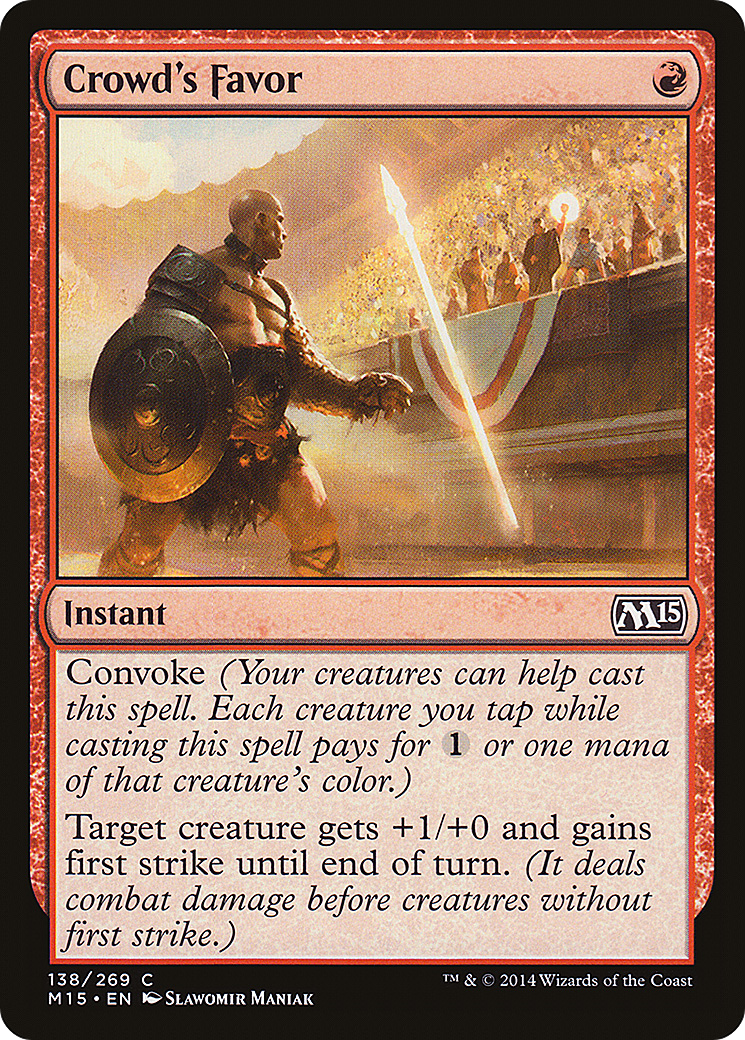 Crowd's Favor
Instant
M15
Convoke (Your creatures can help cast
this spell. Each creature you tap while
casting this spell pays for 1 or one mana
of that creature's color.)
Target creature gets +1/+0 and gains
first strike until end of turn. (It deals
combat damage before creatures without
first strike.)
138/269 C
M15 • EN Slawomir Maniak
™ & © 2014 Wizards of the Coast